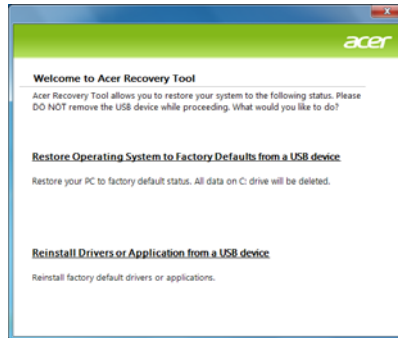 acer
Welcome to Acer Recovery Tool
Acer Recovery Tool allows you to restore your system to the following status. Please
DO NOT remove the USB device while proceeding. What would you like to do?
Restore Operating System to Factory Defaults from a USB device
Restore your PC to factory default status. All data on C: drive will be deleted.
Reinstall Drivers or Application from a USB device
Reinstall factory default drivers or applications.